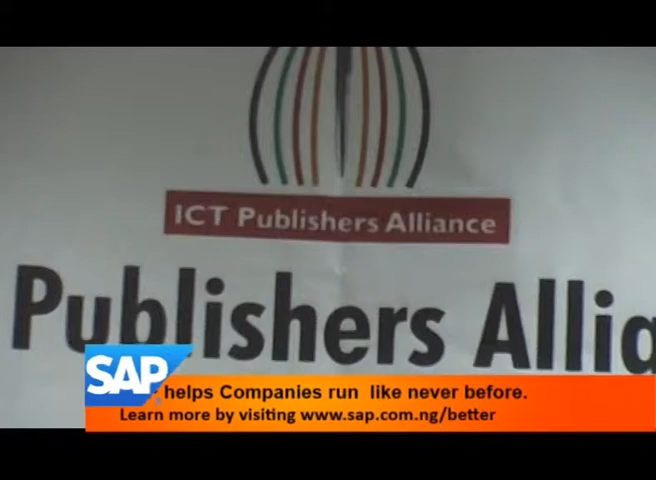 ICT Publishers Alliance
Publishers Allia
SAP
helps Companies run like never before.
Learn more by visiting www.sap.com.ng/better